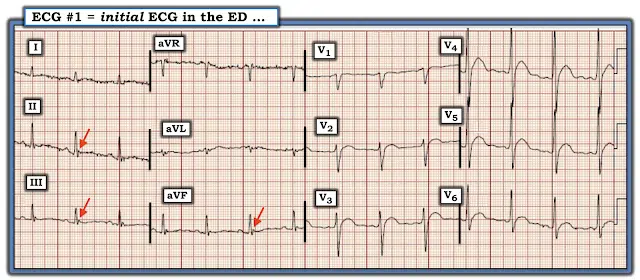 ECG #1 = initial ECG in the ED ...
I
aVR
V1
V4
II
aVL
V2
V5
III
aVF
V3
V6